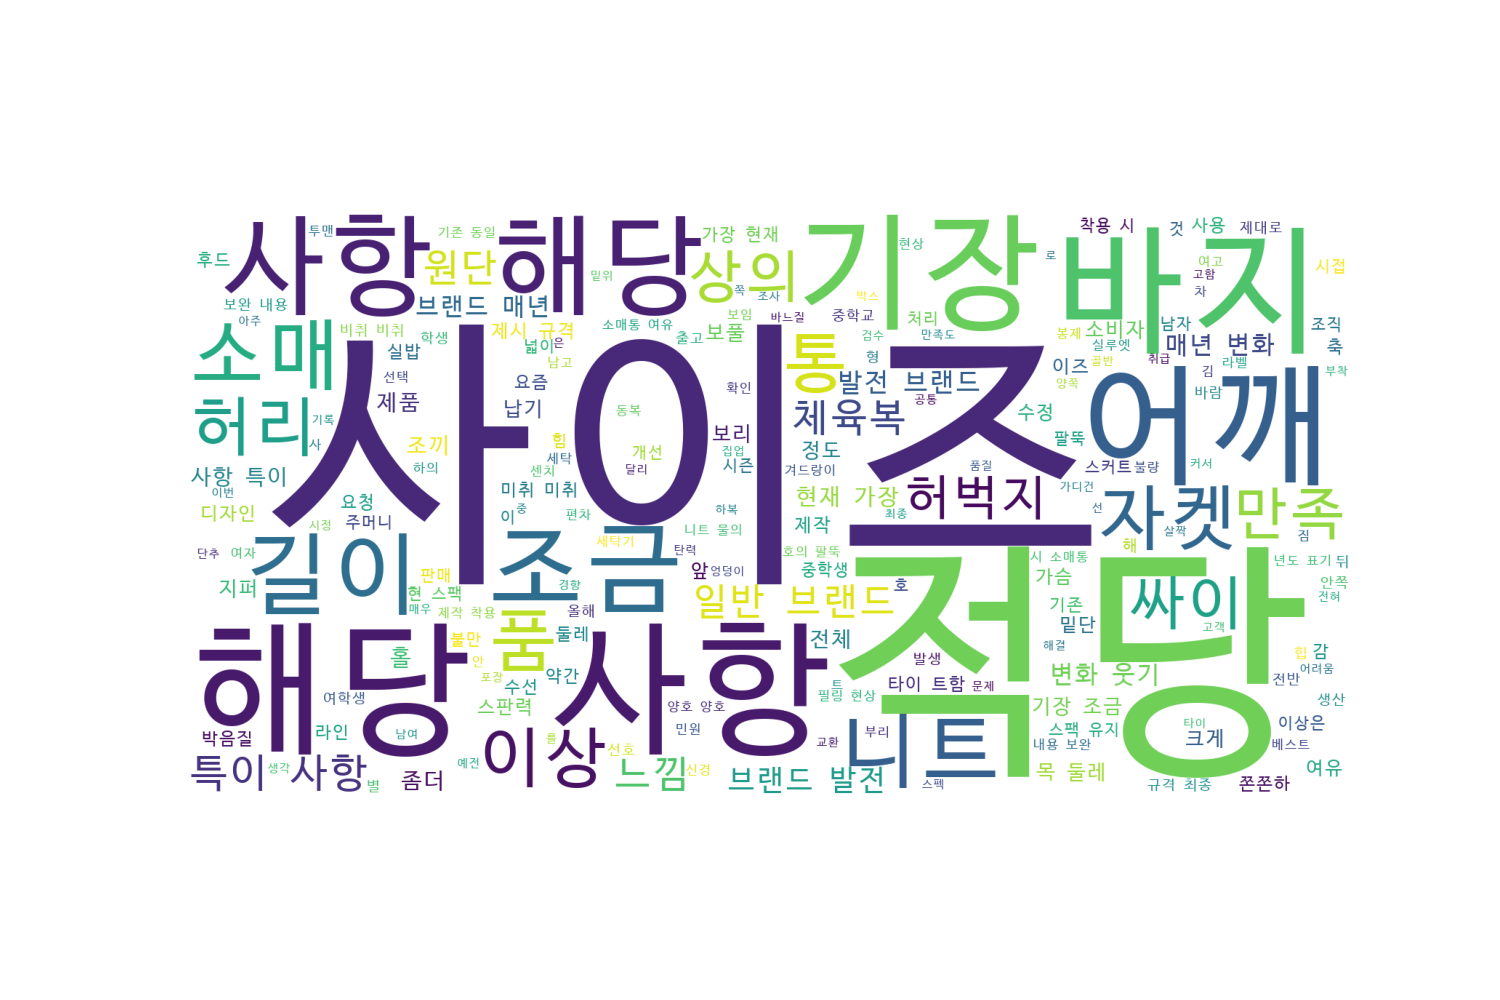 투맨
기존 동일
가장 현재
현상
착용 시
것
사용
제대로
사항
해당
원단
상의
기장
바지
로
여고
고함
시접
후드
밑위
쪽
조사
박스
차
보완 내용
브랜드 매년
아주
비취 비취
학생
제시 규격
소매통 여유
보임
바느질
중학교
처리
봉제
소비자
남자
조직
소매
실밥
넓이
은
출고
보풀
통
검수
만족도
실루엣
매년 변화
축
남고
형
골반
취급
라벨
선택
요즘
발전 브랜드
이즈
김
부착
제품
확인
양쪽
바람
사이즈
어깨
허리
기록
납기
동복
공통
체육복
수정
사
조끼
힘
개선
보리
정도
팔뚝
세탁
집업
시즌
겨드랑이
품질
스커트
불량
커서
하의
센치
달리
사항 특이
이번
요청
미취 미취
편차
현재 가장
허벅지
가디건
자켓
만족
디자인
주머니
이
중
하복
제작
최종
선
시정
니트 물의
살짝
짐
길이
조금
세탁기
탄력
호의 팔뚝
시 소매통
해
년도 표기
뒤
단추
여자
지퍼
판매
경향
앞
엉덩이
중학생
가슴
싸이
안쪽
현 스팩
호
적당
전혀
매우
제작 착용
올해
일반 브랜드
기존
해당
사항
불만
품
둘레
전체
밑단
고객
해결
홀
안
발생
힙
감
포장
약간
변화 웃기
어려움
여학생
수선
트
타이 트함
문제
전반
스판력
양호 양호
필링 현상
기장 조금
생산
라인
남여
민원
니트
스팩 유지
타이
이상은
박음질
를
이상
선호
교환
부리
내용 보완
크게
베스트
특이 사항
생각
별
좀더
예전
느낌
신경
브랜드 발전
스펙
목 둘레
규격 최종
쫀쫀하
여유